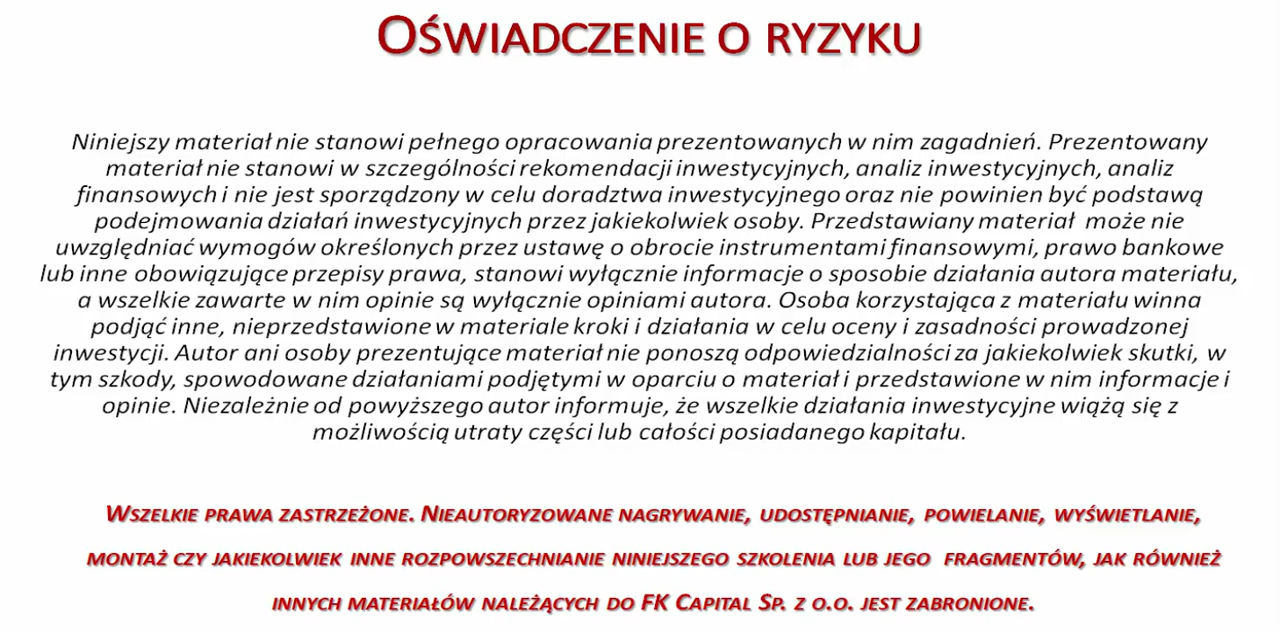 OŚWIADCZENIE O RYZYKU
Niniejszy materiał nie stanowi pełnego opracowania prezentowanych w nim zagadnień. Prezentowany
materiał nie stanowi w szczególności rekomendacji inwestycyjnych, analiz inwestycyjnych, analiz
finansowych i nie jest sporządzony w celu doradztwa inwestycyjnego oraz nie powinien być podstawą
podejmowania działań inwestycyjnych przez jakiekolwiek osoby. Przedstawiany materiał może nie
uwzględniać wymogów określonych przez ustawę o obrocie instrumentami finansowymi, prawo bankowe
lub inne obowiązujące przepisy prawa, stanowi wyłącznie informacje o sposobie działania autora materiału,
a wszelkie zawarte w nim opinie są wyłącznie opiniami autora. Osoba korzystająca z materiału winna
podjąć inne, nieprzedstawione w materiale kroki i działania w celu oceny i zasadności prowadzonej
inwestycji. Autor ani osoby prezentujące materiał nie ponoszą odpowiedzialności za jakiekolwiek skutki, w
tym szkody, spowodowane działaniami podjętymi w oparciu o materiał i przedstawione w nim informacje i
opinie. Niezależnie od powyższego autor informuje, że wszelkie działania inwestycyjne wiążą się z
możliwością utraty części lub całości posiadanego kapitału.
WSZELKIE PRAWA ZASTRZEŻONE. NIEAUTORYZOWANE NAGRYWANIE, UDOSTĘPNIANIE, POWIELANIE, WYŚWIETLANIE,
MONTAŻ CZY JAKIEKOLWIEK INNE ROZPOWSZECHNIANIE NINIEJSZEGO SZKOLENIA LUB JEGO FRAGMENTÓW, JAK RÓWNIEŻ
INNYCH MATERIAŁÓW NALEŻĄCYCH DO FK CAPITAL SP. Z O.O. JEST ZABRONIONE.